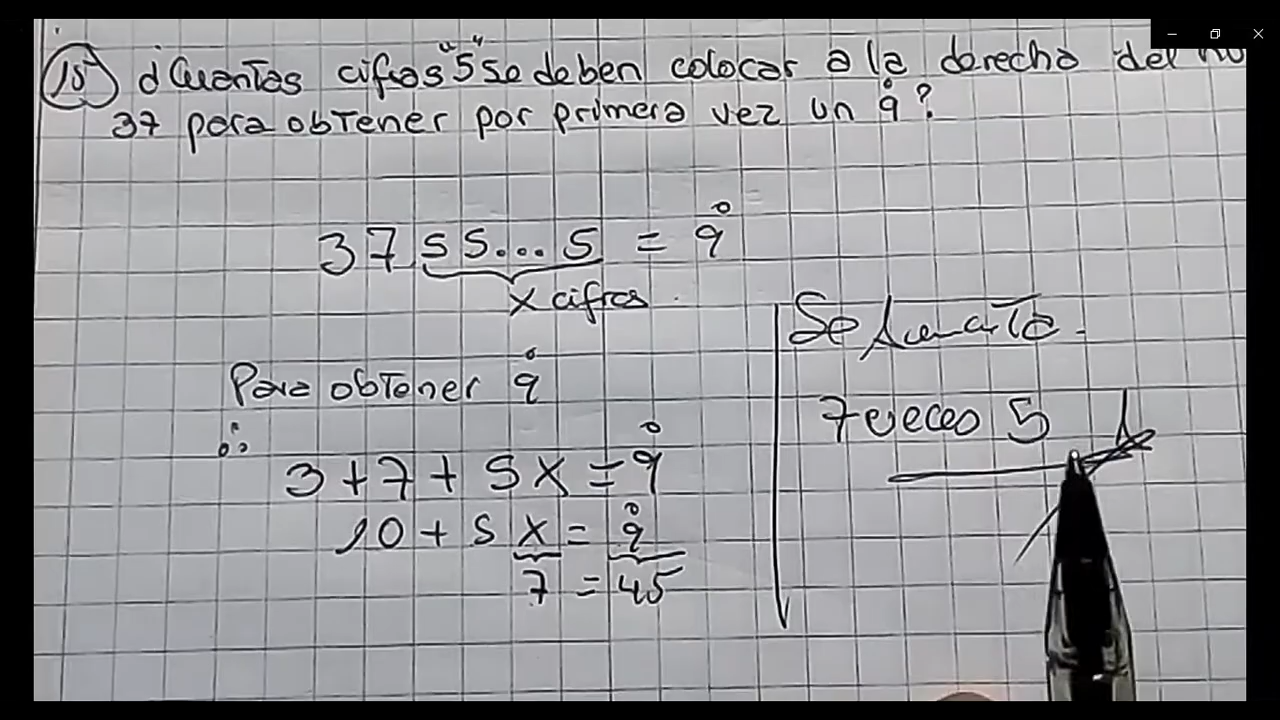 15) ¿Cuantas cifras "5" se deben colocar a la derecha del no
37 para obtener por primera vez un 9̊?
37 55...5 = 9̊
x cifras
Para obtener 9̊
∴
3+7+5x=9̊
10+5x=9̊
7=45
Se Aumenta.
7 veces 5